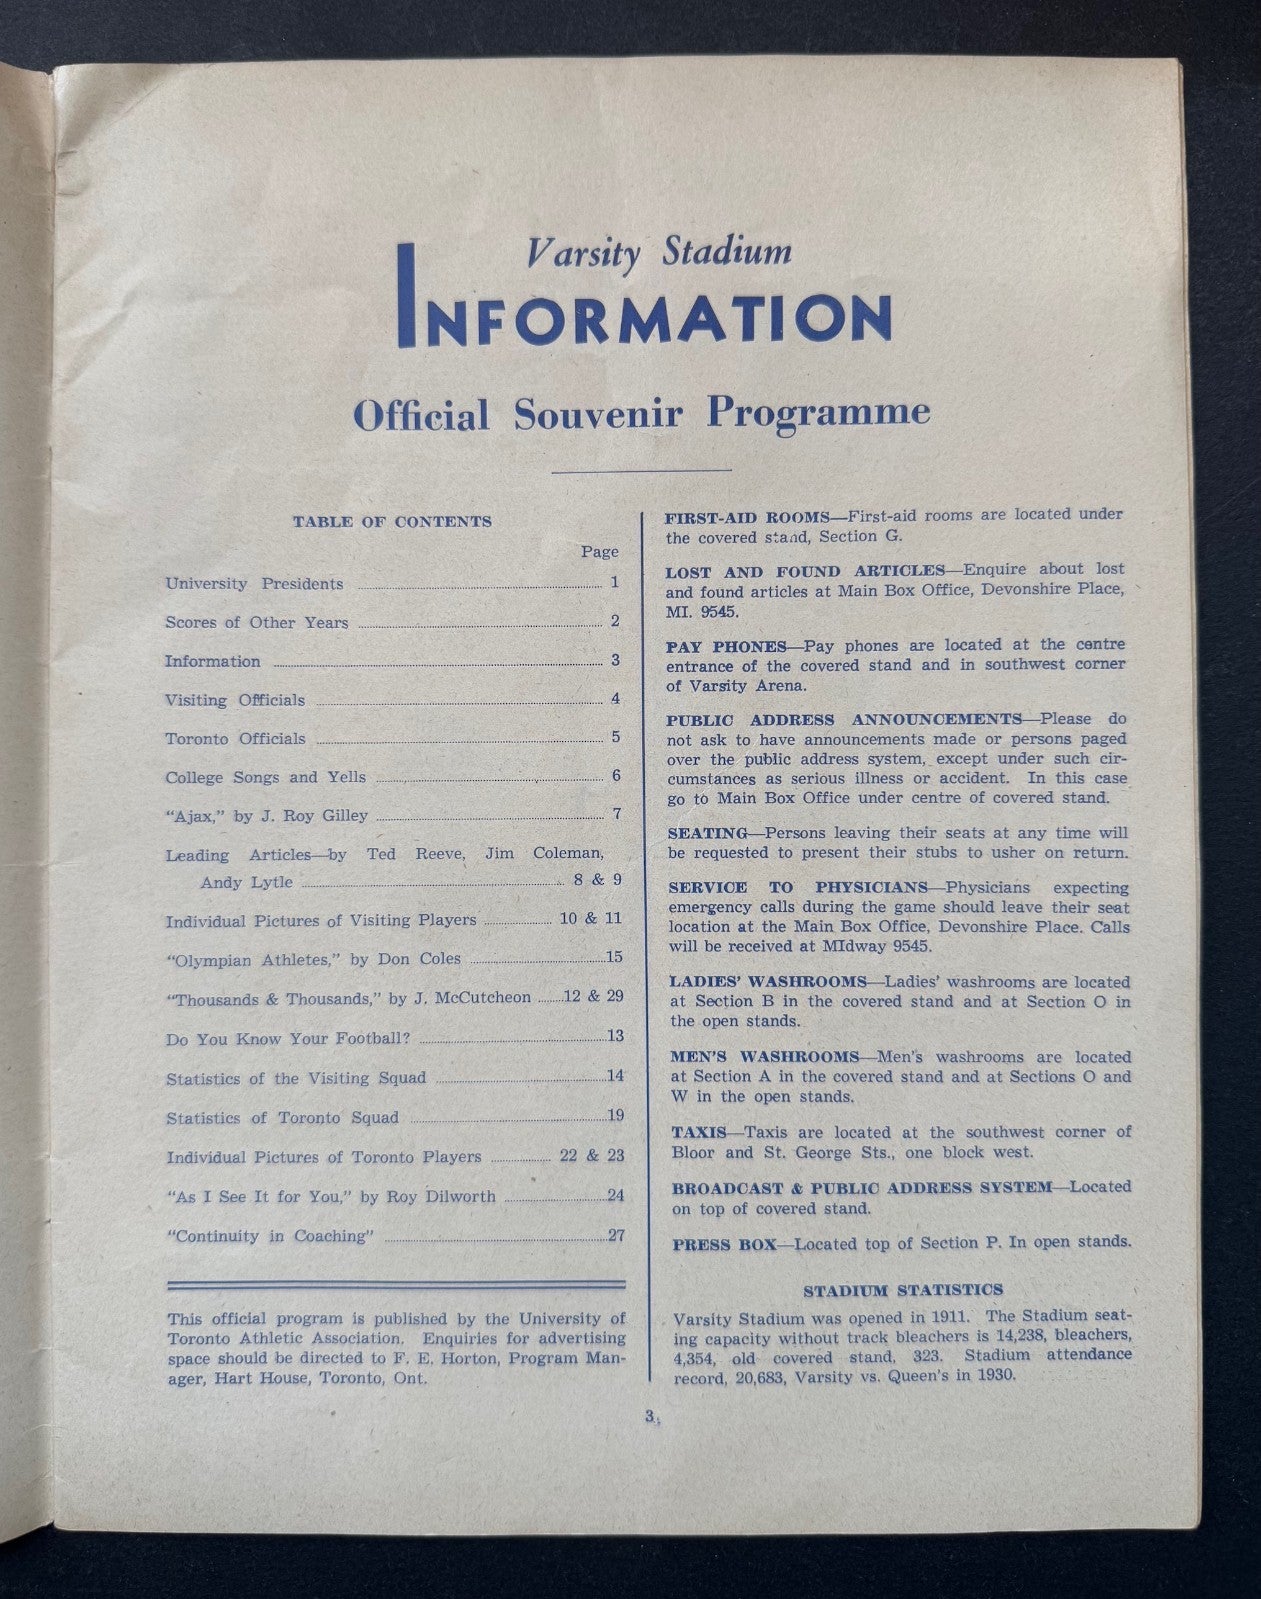 Varsity Stadium
INFORMATION
Official Souvenir Programme
TABLE OF CONTENTS
Page
University Presidents 1
Scores of Other Years 2
Information 3
Visiting Officials 4
Toronto Officials 5
College Songs and Yells 6
"Ajax," by J. Roy Gilley 7
Leading Articles—by Ted Reeve, Jim Coleman,
Andy Lytle 8 & 9
Individual Pictures of Visiting Players 10 & 11
"Olympian Athletes," by Don Coles 15
"Thousands & Thousands," by J. McCutcheon 12 & 29
Do You Know Your Football? 13
Statistics of the Visiting Squad 14
Statistics of Toronto Squad 19
Individual Pictures of Toronto Players 22 & 23
"As I See It for You," by Roy Dilworth 24
"Continuity in Coaching" 27
This official program is published by the University of
Toronto Athletic Association. Enquiries for advertising
space should be directed to F. E. Horton, Program Man-
ager, Hart House, Toronto, Ont.
FIRST-AID ROOMS—First-aid rooms are located under
the covered stand, Section G.
LOST AND FOUND ARTICLES—Enquire about lost
and found articles at Main Box Office, Devonshire Place,
MI. 9545.
PAY PHONES—Pay phones are located at the centre
entrance of the covered stand and in southwest corner
of Varsity Arena.
PUBLIC ADDRESS ANNOUNCEMENTS—Please do
not ask to have announcements made or persons paged
over the public address system, except under such cir-
cumstances as serious illness or accident. In this case
go to Main Box Office under centre of covered stand.
SEATING—Persons leaving their seats at any time will
be requested to present their stubs to usher on return.
SERVICE TO PHYSICIANS—Physicians expecting
emergency calls during the game should leave their seat
location at the Main Box Office, Devonshire Place. Calls
will be received at MIdway 9545.
LADIES' WASHROOMS—Ladies' washrooms are located
at Section B in the covered stand and at Section O in
the open stands.
MEN'S WASHROOMS—Men's washrooms are located
at Section A in the covered stand and at Sections O and
W in the open stands.
TAXIS—Taxis are located at the southwest corner of
Bloor and St. George Sts., one block west.
BROADCAST & PUBLIC ADDRESS SYSTEM—Located
on top of covered stand.
PRESS BOX—Located top of Section P. In open stands.
STADIUM STATISTICS
Varsity Stadium was opened in 1911. The Stadium seat-
ing capacity without track bleachers is 14,238, bleachers,
4,354, old covered stand, 323. Stadium attendance
record, 20,683, Varsity vs. Queen's in 1930.
3